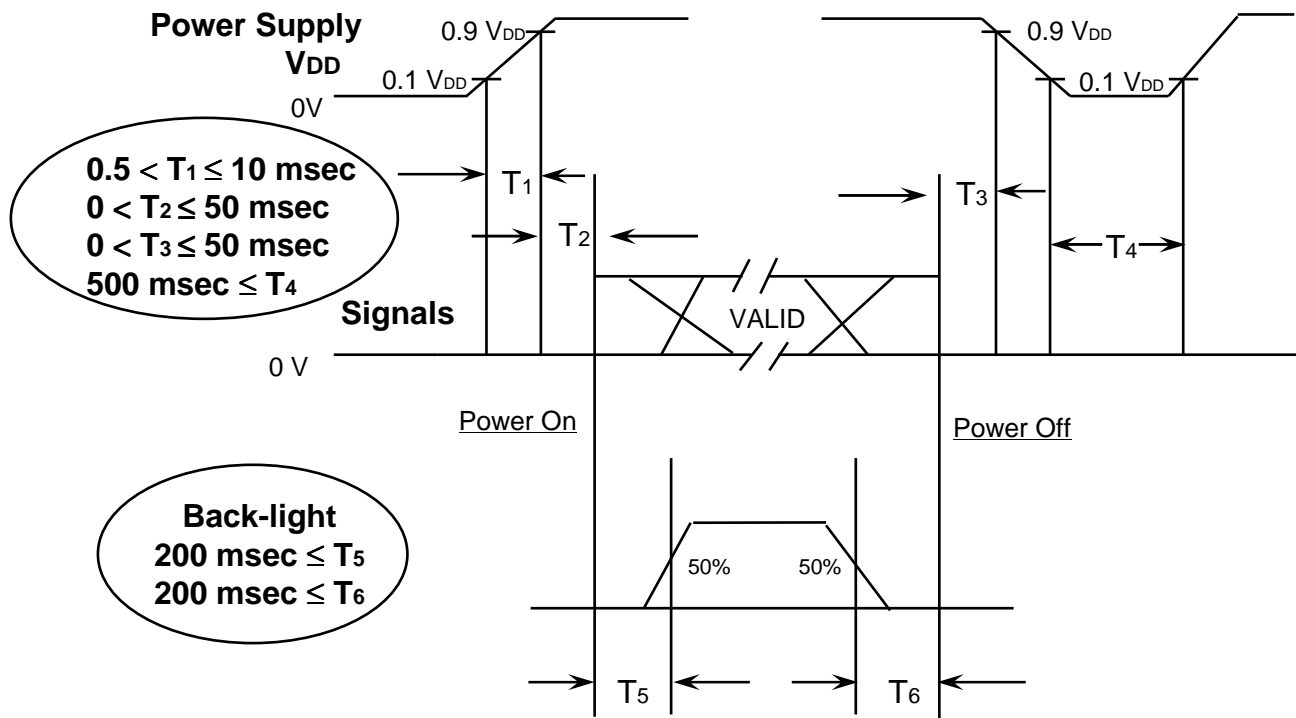 Power Supply
VDD
0.9 VDD
0.1 VDD
0V
0.9 VDD
0.1 VDD
0.5 < T1 ≤ 10 msec
0 < T2 ≤ 50 msec
0 < T3 ≤ 50 msec
500 msec ≤ T4
T1
T2
T3
T4
Signals
VALID
0 V
Power On
Power Off
Back-light
200 msec ≤ T5
200 msec ≤ T6
50%
50%
T5
T6